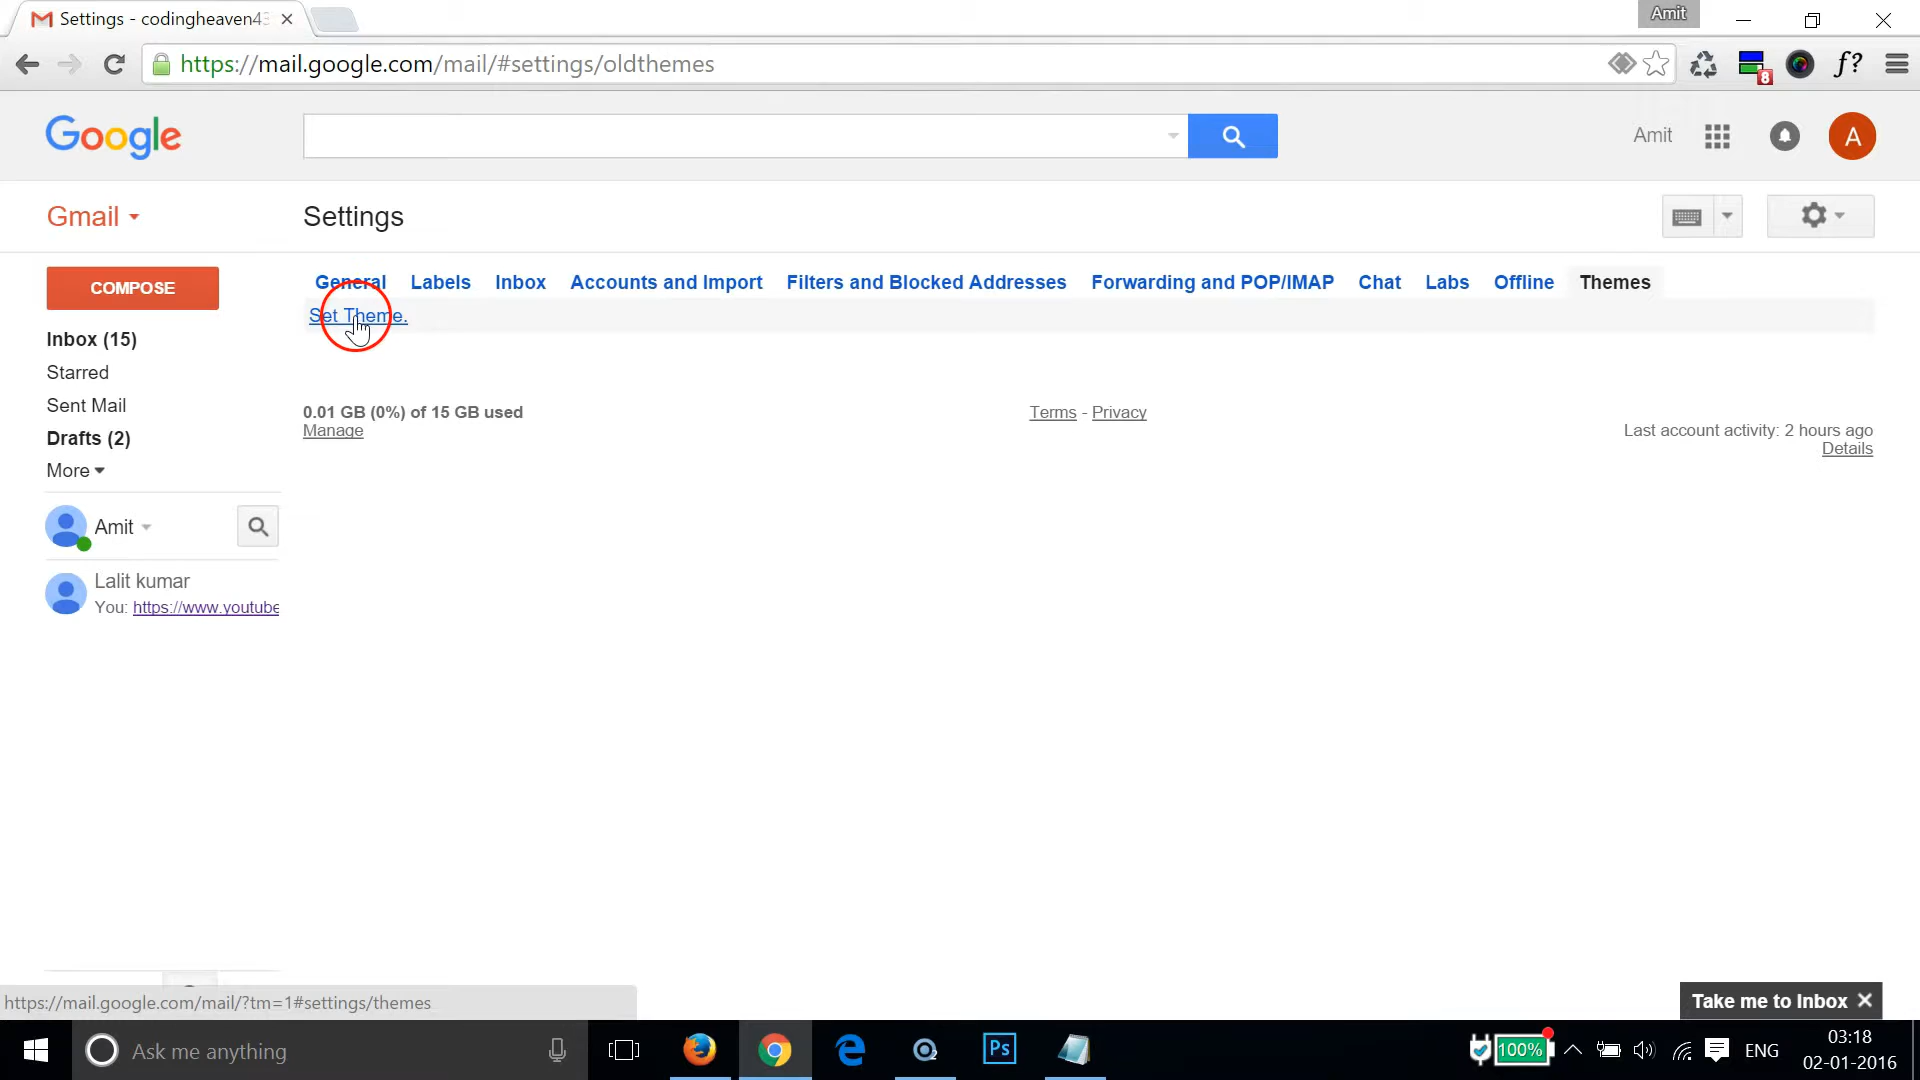 Settings - codingheaven43
Amit
https://mail.google.com/mail/#settings/oldthemes
8
f?
Google
Amit
A
Gmail
Settings
COMPOSE
General Labels Inbox Accounts and Import Filters and Blocked Addresses Forwarding and POP/IMAP Chat Labs Offline Themes
Set Theme.
Inbox (15)
Starred
Sent Mail
Drafts (2)
More
0.01 GB (0%) of 15 GB used
Manage
Terms - Privacy
Last account activity: 2 hours ago
Details
Amit
Lalit kumar
You: https://www.youtube
https://mail.google.com/mail/?tm=1#settings/themes
Take me to Inbox
Ask me anything
Ps
100%
ENG
03:18
02-01-2016